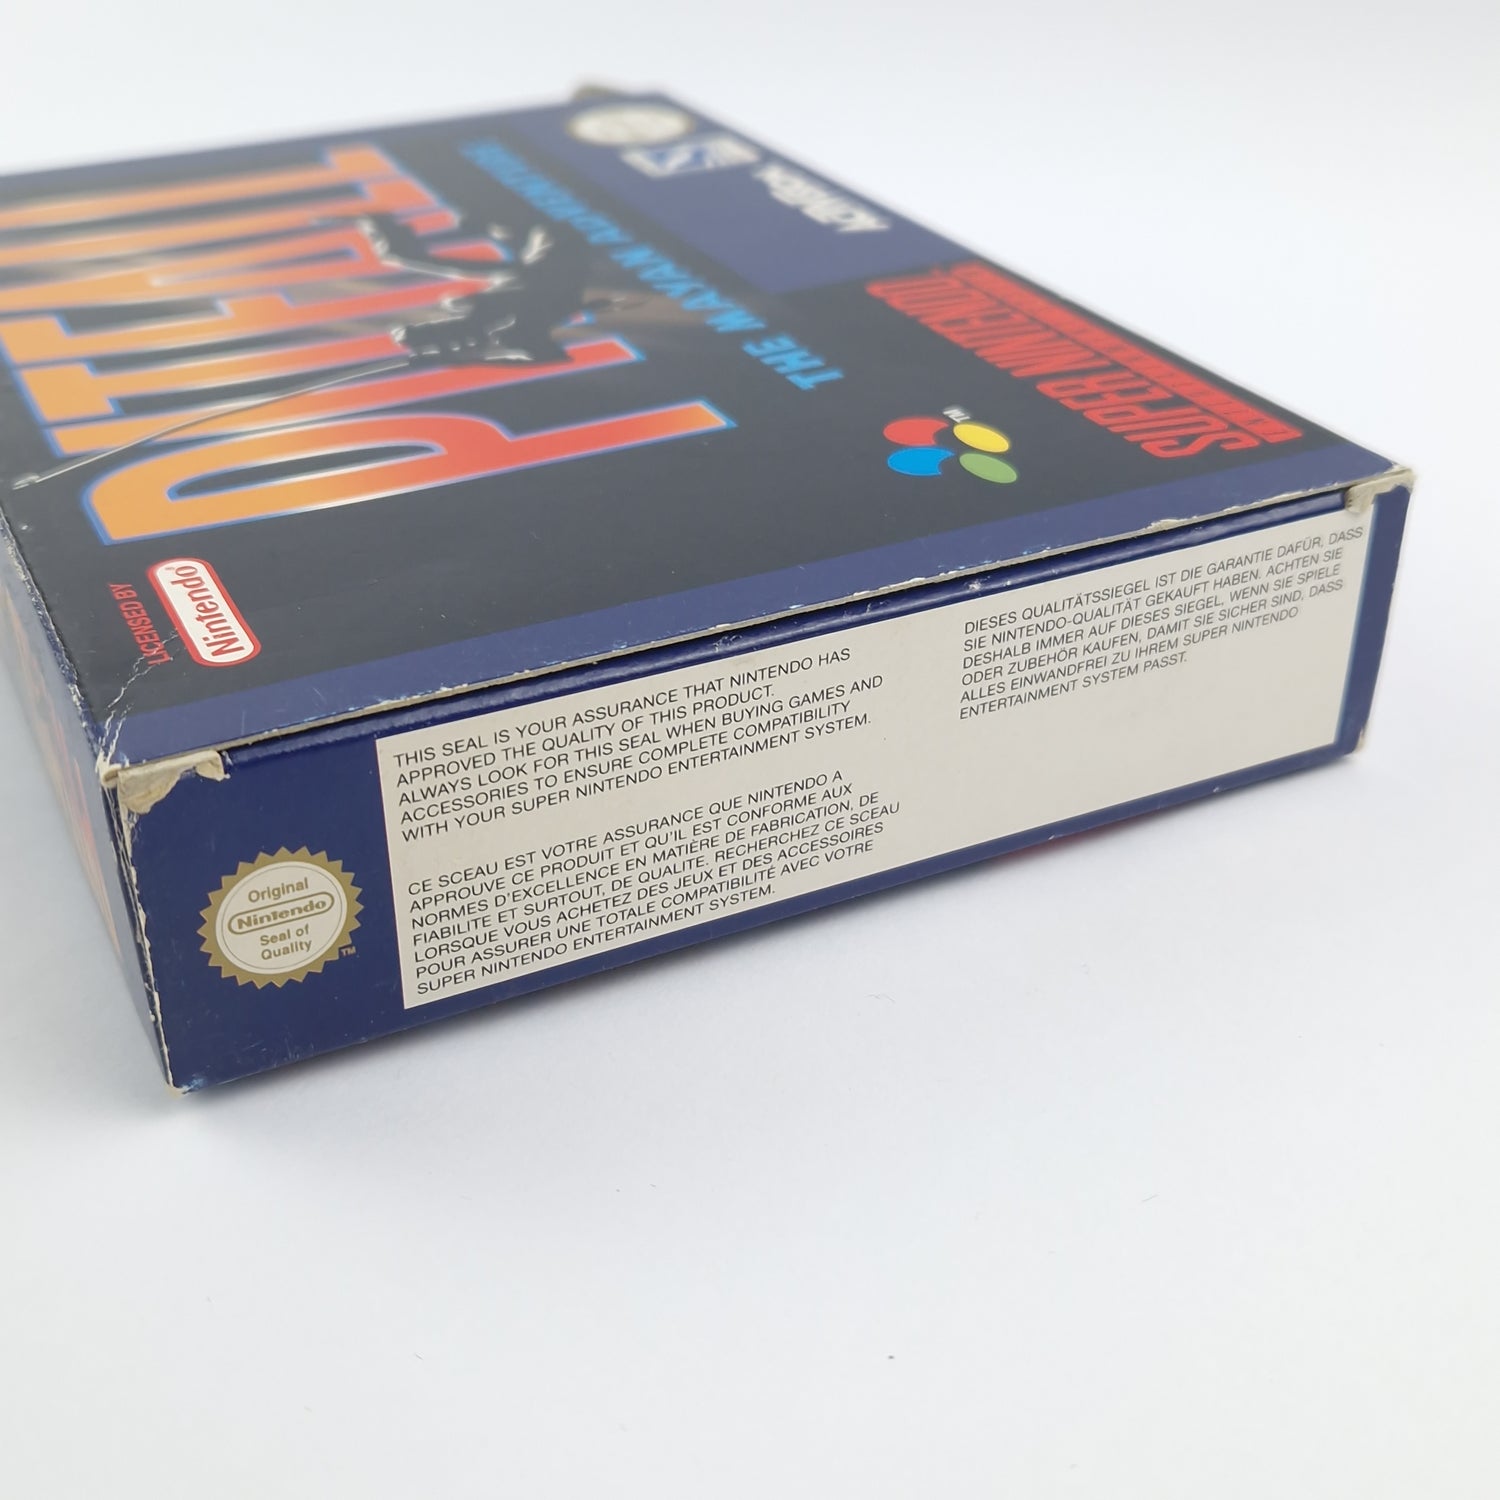 PITFALL
THE MAYAN ADVENTURE
ACTIVISION
SUPER NINTENDO
TM
LICENSED BY
Nintendo®
Original
Nintendo
Seal of
Quality
TM
THIS SEAL IS YOUR ASSURANCE THAT NINTENDO HAS
APPROVED THE QUALITY OF THIS PRODUCT.
ALWAYS LOOK FOR THIS SEAL WHEN BUYING GAMES AND
ACCESSORIES TO ENSURE COMPLETE COMPATIBILITY
WITH YOUR SUPER NINTENDO ENTERTAINMENT SYSTEM.
CE SCEAU EST VOTRE ASSURANCE QUE NINTENDO A
APPROUVE CE PRODUIT ET QU'IL EST CONFORME AUX
NORMES D'EXCELLENCE EN MATIÈRE DE FABRICATION, DE
FIABILITE ET SURTOUT, DE QUALITE. RECHERCHEZ CE SCEAU
LORSQUE VOUS ACHETEZ DES JEUX ET DES ACCESSOIRES
POUR ASSURER UNE TOTALE COMPATIBILITÉ AVEC VOTRE
SUPER NINTENDO ENTERTAINMENT SYSTEM.
DIESES QUALITÄTSSIEGEL IST DIE GARANTIE DAFÜR, DASS
SIE NINTENDO-QUALITÄT GEKAUFT HABEN. ACHTEN SIE
DESHALB IMMER AUF DIESES SIEGEL, WENN SIE SPIELE
ODER ZUBEHÖR KAUFEN, DAMIT SIE SICHER SIND, DASS
ALLES EINWANDFREI ZU IHREM SUPER NINTENDO
ENTERTAINMENT SYSTEM PASST.